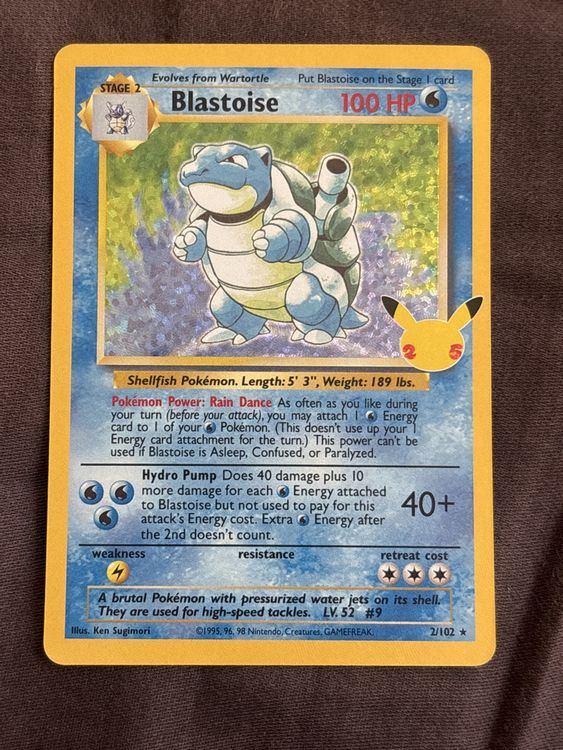 Evolves from Wartortle Put Blastoise on the Stage 1 card
STAGE 2
Blastoise 100 HP
25
Shellfish Pokémon. Length: 5' 3", Weight: 189 lbs.
Pokémon Power: Rain Dance As often as you like during
your turn (before your attack), you may attach 1 Energy
card to 1 of your Pokémon. (This doesn't use up your 1
Energy card attachment for the turn.) This power can't be
used if Blastoise is Asleep, Confused, or Paralyzed.
Hydro Pump Does 40 damage plus 10
more damage for each Energy attached
to Blastoise but not used to pay for this
attack's Energy cost. Extra Energy after
the 2nd doesn't count.
40+
weakness resistance retreat cost
A brutal Pokémon with pressurized water jets on its shell.
They are used for high-speed tackles. LV. 52 #9
Illus. Ken Sugimori ©1995, 96, 98 Nintendo, Creatures, GAMEFREAK. 2/102 ★